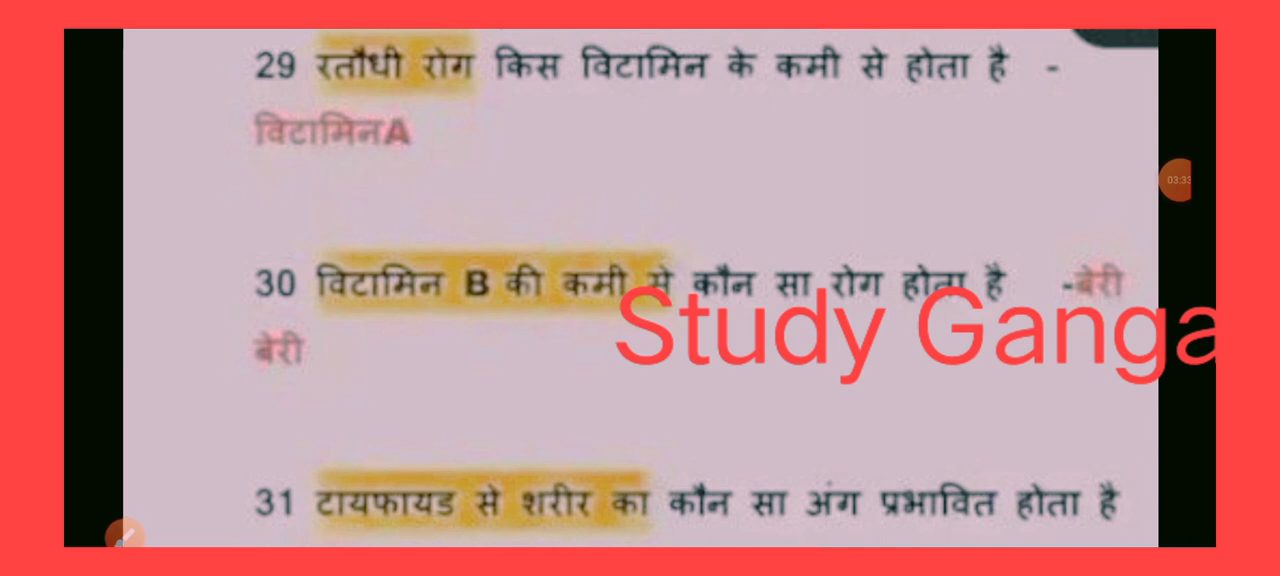 29 रतौधी रोग किस विटामिन के कमी से होता है -
विटामिनA
03:33
30 विटामिन B की कमी से कौन सा रोग होता है -बेरी
बेरी
Study Ganga
31 टायफायड से शरीर का कौन सा अंग प्रभावित होता है